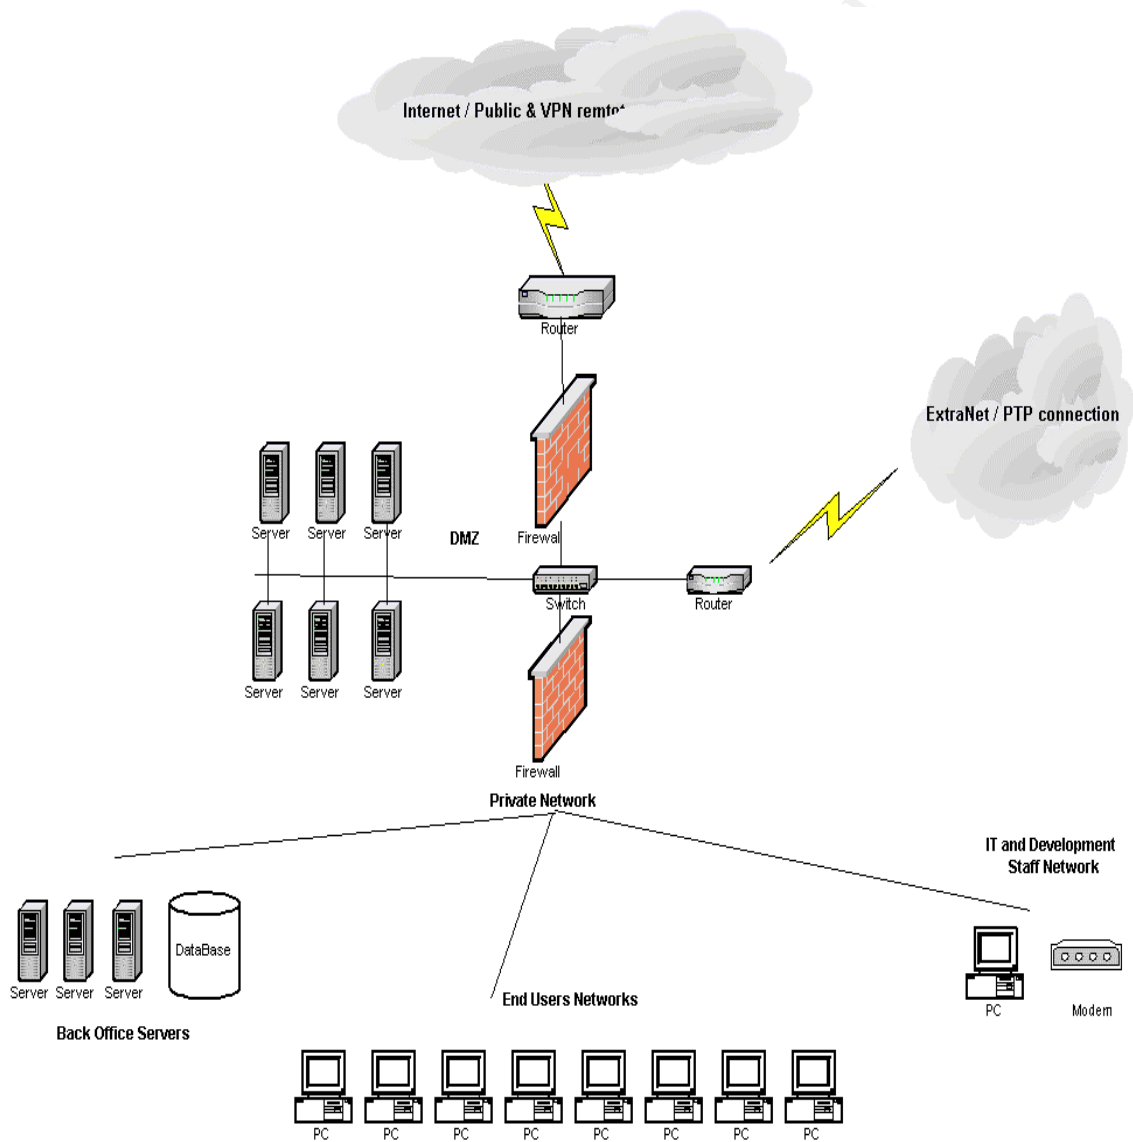 Internet / Public & VPN
Router
ExtraNet / PTP connection
Server Server Server
DMZ
Firewal
Switch
Router
Server Server Server
Firewall
Private Network
IT and Development
Staff Network
DataBase
Server Server Server
End Users Networks
PC
Modem
Back Office Servers
PC PC PC PC PC PC PC PC